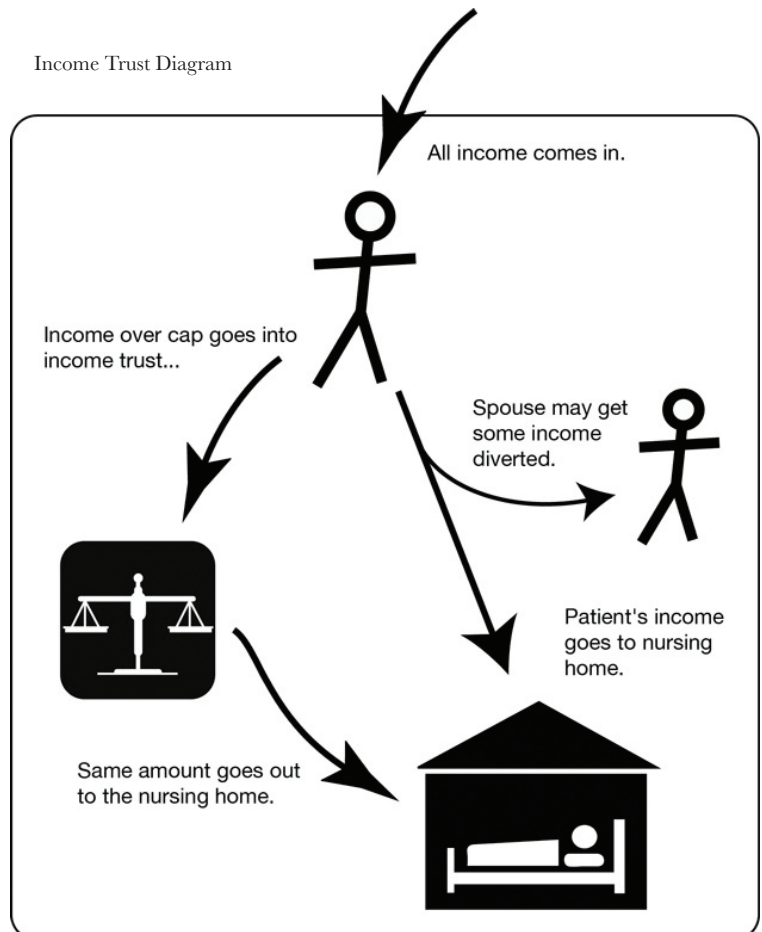 Income Trust Diagram
All income comes in.
Income over cap goes into
income trust...
Spouse may get
some income
diverted.
Patient's income
goes to nursing
home.
Same amount goes out
to the nursing home.